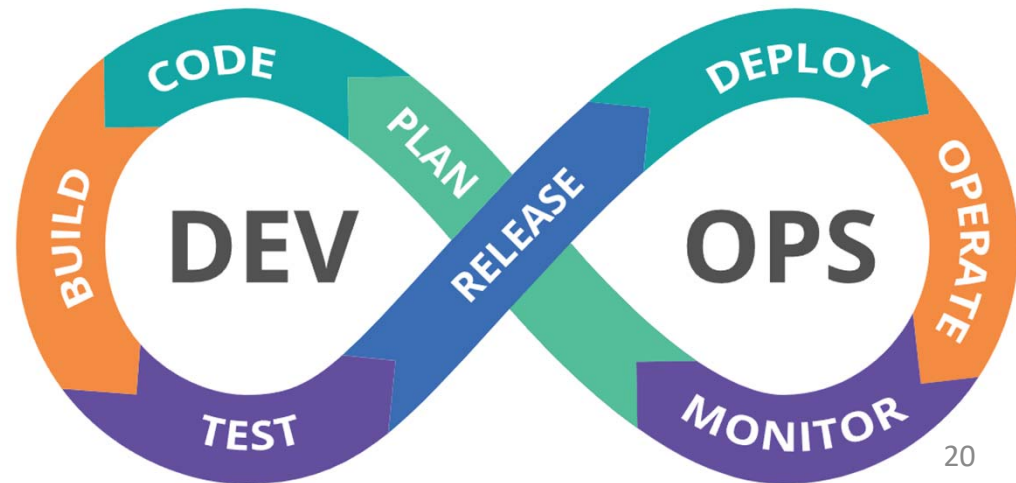 CODE
DEPLOY
PLAN
BUILD
DEV
RELEASE
OPS
OPERATE
TEST
MONITOR
20